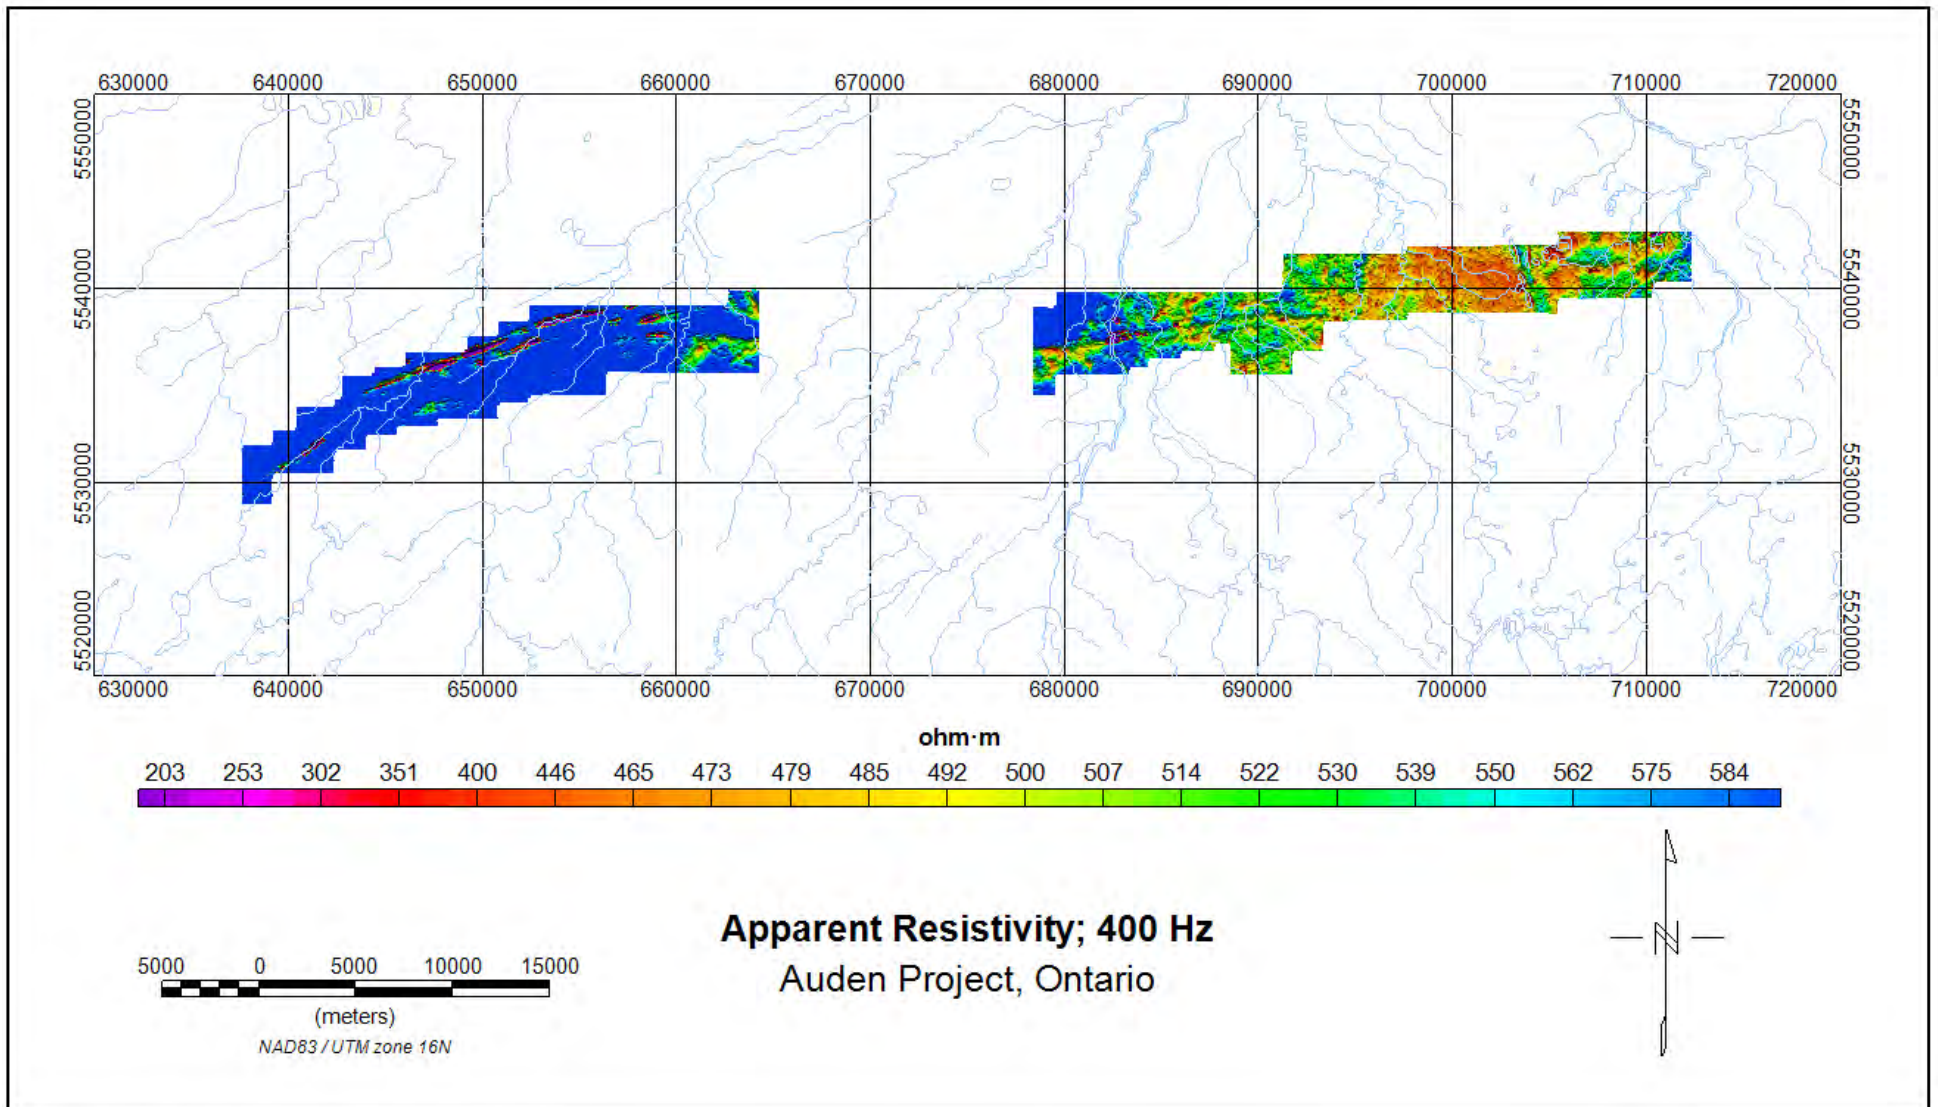 630000 640000 650000 660000 670000 680000 690000 700000 710000 720000
5550000 5550000
5540000 5540000
5530000 5530000
5520000 5520000
630000 640000 650000 660000 670000 680000 690000 700000 710000 720000
ohm·m
203 253 302 351 400 446 465 473 479 485 492 500 507 514 522 530 539 550 562 575 584
Apparent Resistivity; 400 Hz
Auden Project, Ontario
5000 0 5000 10000 15000
(meters)
NAD83 / UTM zone 16N
N